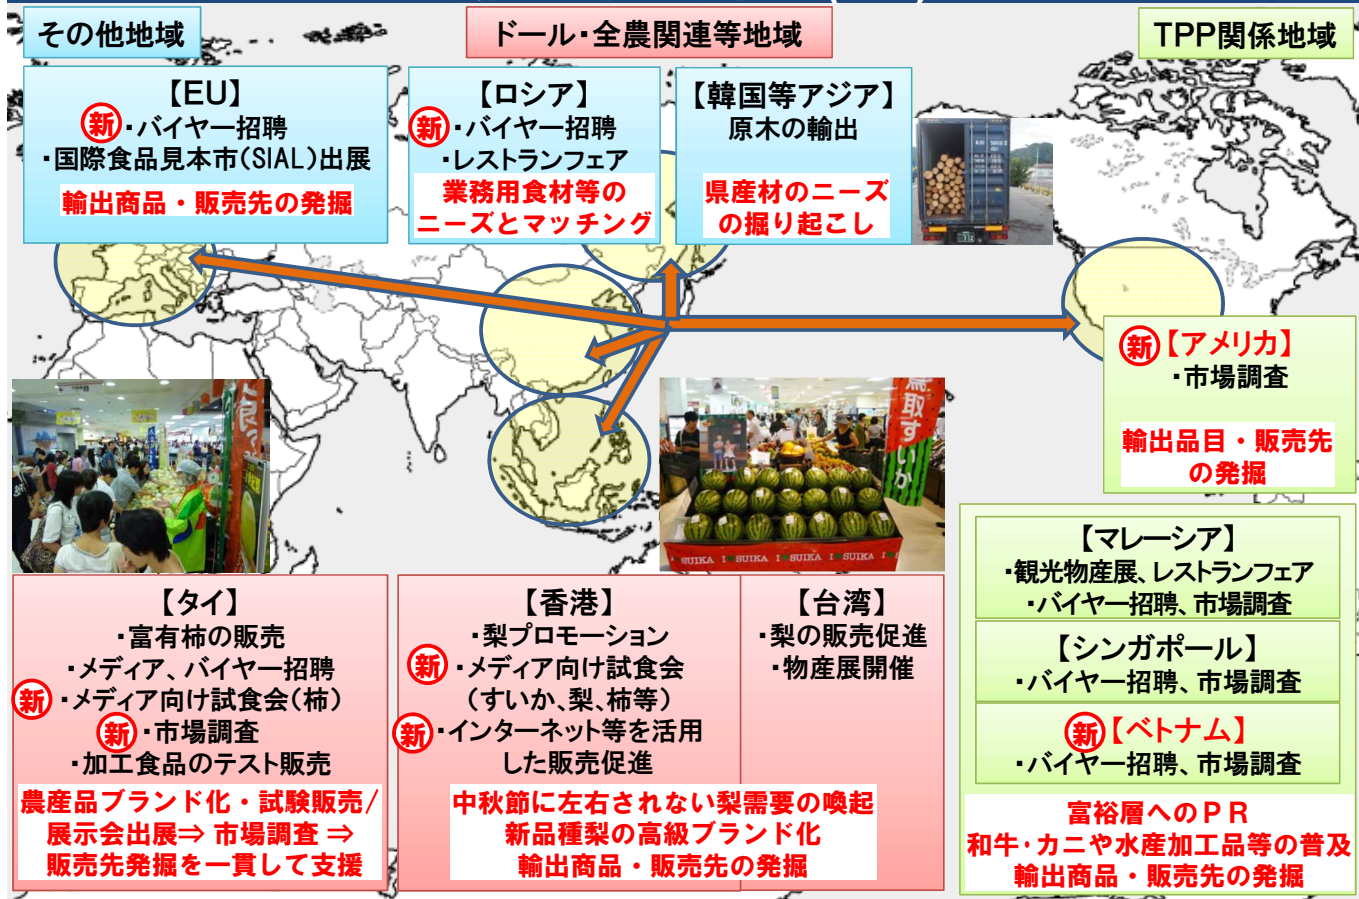 その他地域
ドール・全農関連等地域
TPP関係地域
【EU】
新・バイヤー招聘
・国際食品見本市(SIAL)出展
輸出商品・販売先の発掘
【ロシア】
新・バイヤー招聘
・レストランフェア
業務用食材等の
ニーズとマッチング
【韓国等アジア】
原木の輸出
県産材のニーズ
の掘り起こし
新【アメリカ】
・市場調査
輸出品目・販売先
の発掘
鳥取すいか
SUIKA I SUIKA I SUIKA I SUIKA
【タイ】
・富有柿の販売
・メディア、バイヤー招聘
新・メディア向け試食会(柿)
新・市場調査
・加工食品のテスト販売
農産品ブランド化・試験販売/
展示会出展⇒ 市場調査 ⇒
販売先発掘を一貫して支援
【香港】
・梨プロモーション
新・メディア向け試食会
(すいか、梨、柿等)
新・インターネット等を活用
した販売促進
【台湾】
・梨の販売促進
・物産展開催
中秋節に左右されない梨需要の喚起
新品種梨の高級ブランド化
輸出商品・販売先の発掘
【マレーシア】
・観光物産展、レストランフェア
・バイヤー招聘、市場調査
【シンガポール】
・バイヤー招聘、市場調査
新【ベトナム】
・バイヤー招聘、市場調査
富裕層へのPR
和牛・カニや水産加工品等の普及
輸出商品・販売先の発掘